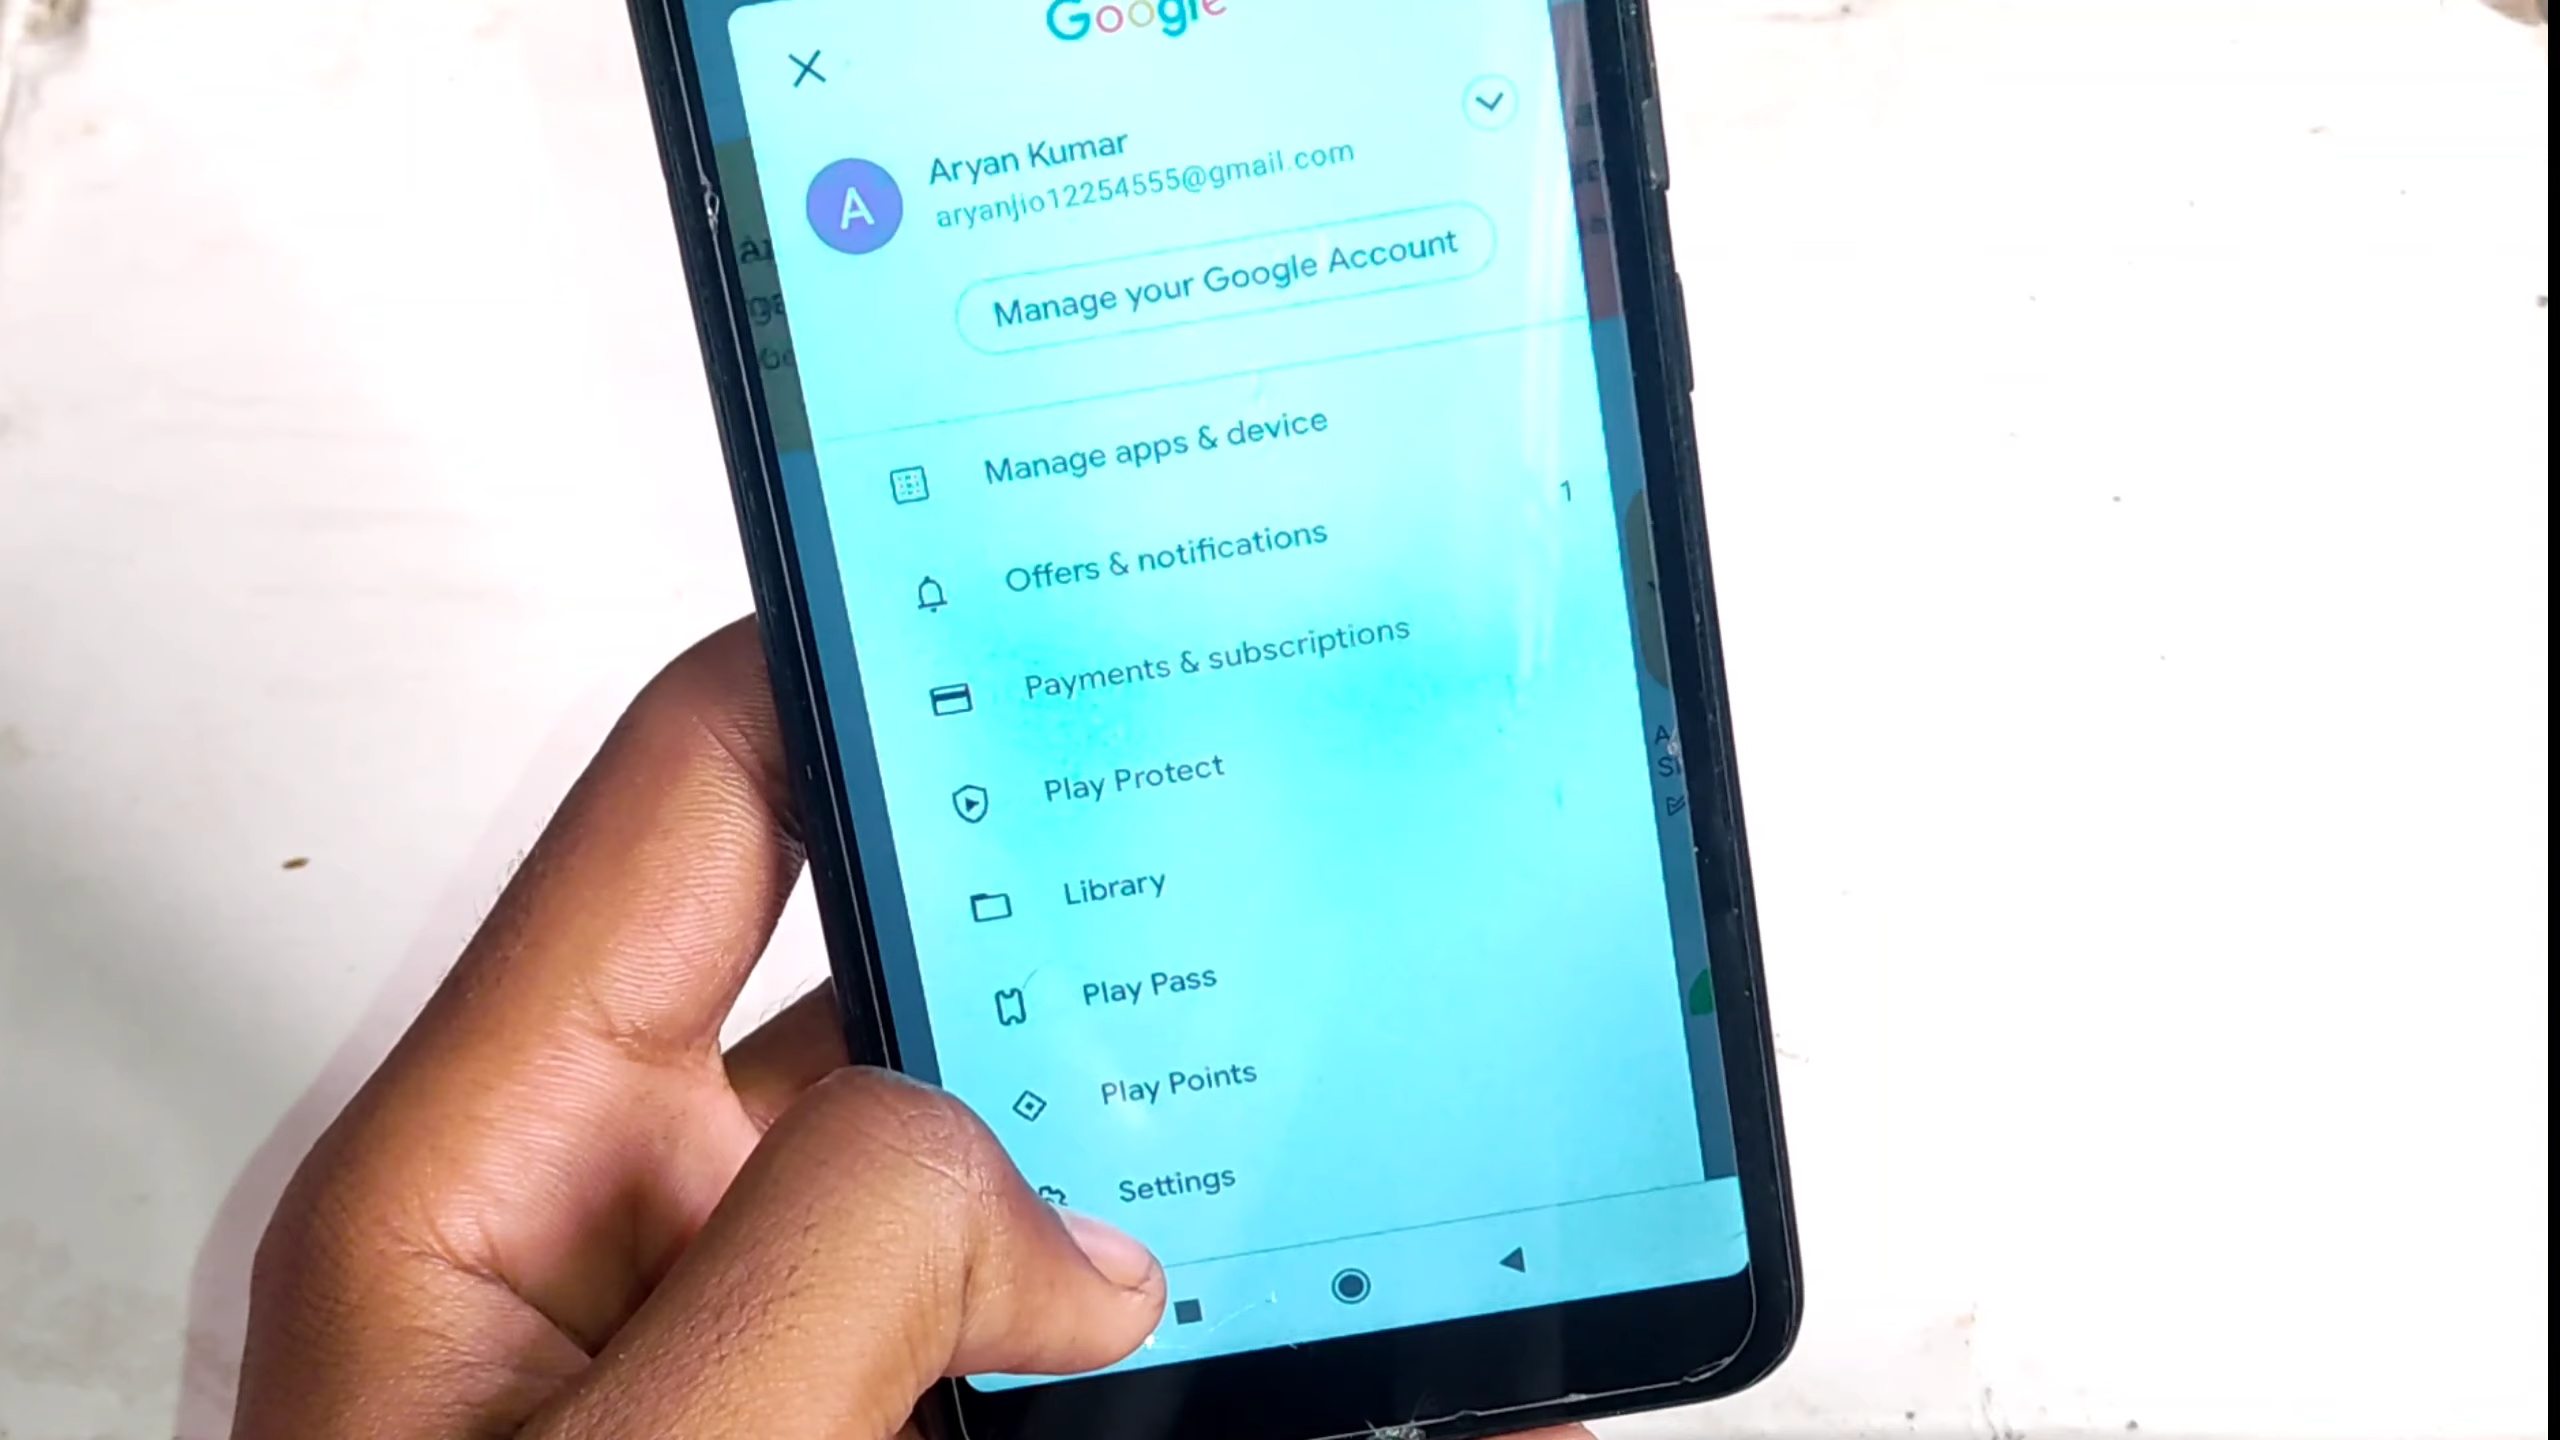 Google
Aryan Kumar
A
aryanjio12254555@gmail.com
Manage your Google Account
Manage apps & device
1
Offers & notifications
Payments & subscriptions
Play Protect
Library
Play Pass
Play Points
Settings